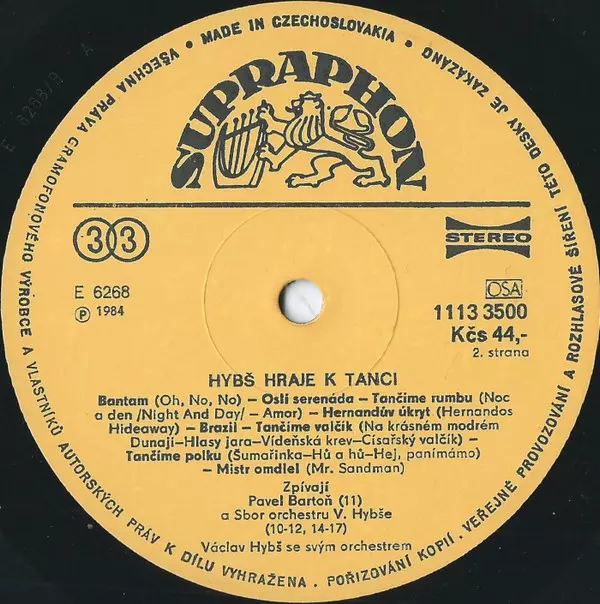 VŠECHNA PRÁVA GRAMOFONOVÉHO VÝROBCE A VLASTNÍKŮ AUTORSKÝCH PRÁV K DÍLU VYHRAŽENA . POŘIZOVÁNÍ KOPIÍ . VEŘEJNÉ PROVOZOVÁNÍ A ROZHLASOVÉ ŠÍŘENÍ TÉTO DESKY JE ZAKÁZÁNO
• MADE IN CZECHOSLOVAKIA •
SUPRAPHON
33
STEREO
E 6268
Ⓟ 1984
OSA
1113 3500
Kčs 44,-
2. strana
HYBŠ HRAJE K TANCI
Bantam (Oh, No, No) – Oslí serenáda – Tančíme rumbu (Noc
a den /Night And Day/ – Amor) – Hernandův úkryt (Hernandos
Hideaway) – Brazil – Tančíme valčík (Na krásném modrém
Dunaji–Hlasy jara–Vídeňská krev–Císařský valčík) –
Tančíme polku (Šumařinka–Hů a hů–Hej, panímámo)
– Mistr omdlel (Mr. Sandman)
Zpívají
Pavel Bartoň (11)
a Sbor orchestru V. Hybše
(10-12, 14-17)
Václav Hybš se svým orchestrem